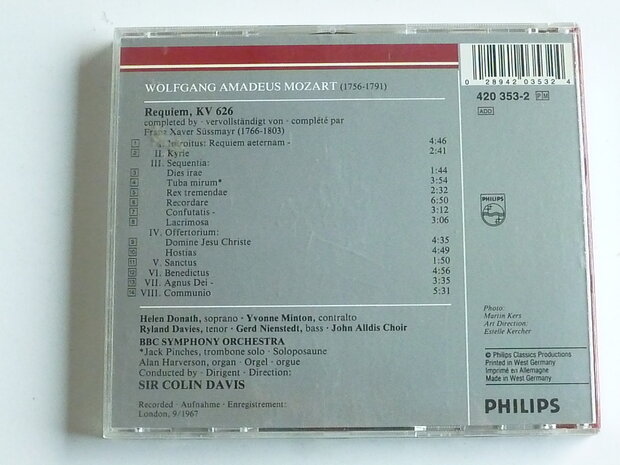 WOLFGANG AMADEUS MOZART (1756-1791)
Requiem, KV 626
completed by · vervollständigt von · complété par
Franz Xaver Süssmayr (1766-1803)
1 I. Introitus: Requiem aeternam - 4:46
2 II. Kyrie 2:41
III. Sequentia:
3 Dies irae 1:44
4 Tuba mirum* 3:54
5 Rex tremendae 2:32
6 Recordare 6:50
7 Confutatis - 3:12
8 Lacrimosa 3:06
IV. Offertorium:
9 Domine Jesu Christe 4:35
10 Hostias 4:49
11 V. Sanctus 1:50
12 VI. Benedictus 4:56
13 VII. Agnus Dei - 3:35
14 VIII. Communio 5:31
Helen Donath, soprano · Yvonne Minton, contralto
Ryland Davies, tenor · Gerd Nienstedt, bass · John Alldis Choir
BBC SYMPHONY ORCHESTRA
*Jack Pinches, trombone solo · Soloposaune
Alan Harverson, organ · Orgel · orgue
Conducted by · Dirigent · Direction:
SIR COLIN DAVIS
Recorded · Aufnahme · Enregistrement:
London, 9/1967
0 28942 03532 4
420 353-2 PM
ADD
PHILIPS
Photo:
Martin Kers
Art Direction:
Estelle Kercher
© Philips Classics Productions
Printed in West Germany
Imprimé en Allemagne
Made in West Germany
PHILIPS